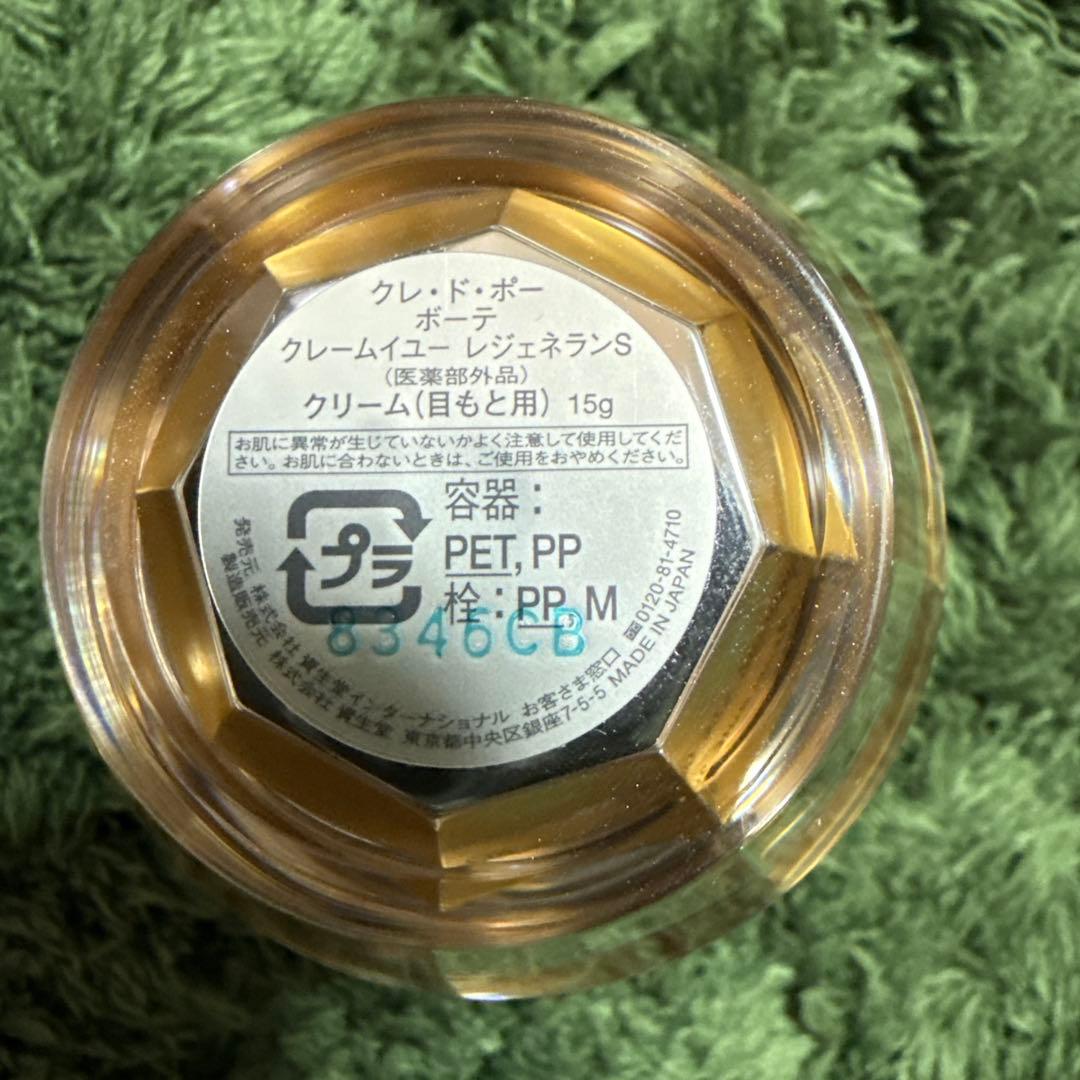 クレ・ド・ポー
ボーテ
クレームイユー レジェネランS
（医薬部外品）
クリーム（目もと用） 15g
お肌に異常が生じていないかよく注意して使用してくだ
さい。お肌に合わないときは、ご使用をおやめください。
プラ
容器：
PET, PP
栓：PP, M
8346CB
発売元 株式会社 資生堂インターナショナル お客さま窓口 0120-81-4710
製造販売元 株式会社 資生堂 東京都中央区銀座7-5-5 MADE IN JAPAN